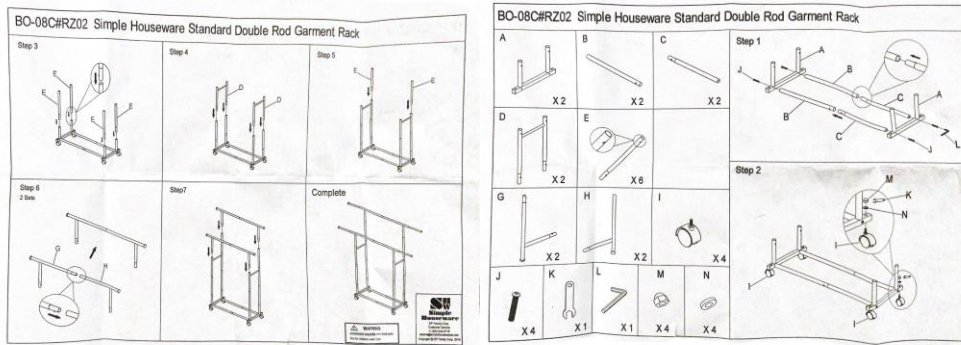 BO-08C#RZ02 Simple Houseware Standard Double Rod Garment Rack
Step 3
E
E
E
E
Step 4
D
D
Step 5
E
E
Step 6
2 Sets
G
H
Step7
Complete
WARNING
SW
Simple
Houseware
BO-08C#RZ02 Simple Houseware Standard Double Rod Garment Rack
A
X 2
B
X 2
C
X 2
D
X 2
E
X 6
G
X 2
H
X 2
I
X 4
J
X 4
K
X 1
L
X 1
M
X 4
N
X 4
Step 1
A
B
J
A
C
B
C
J
L
Step 2
M
K
N
I
I
I
I